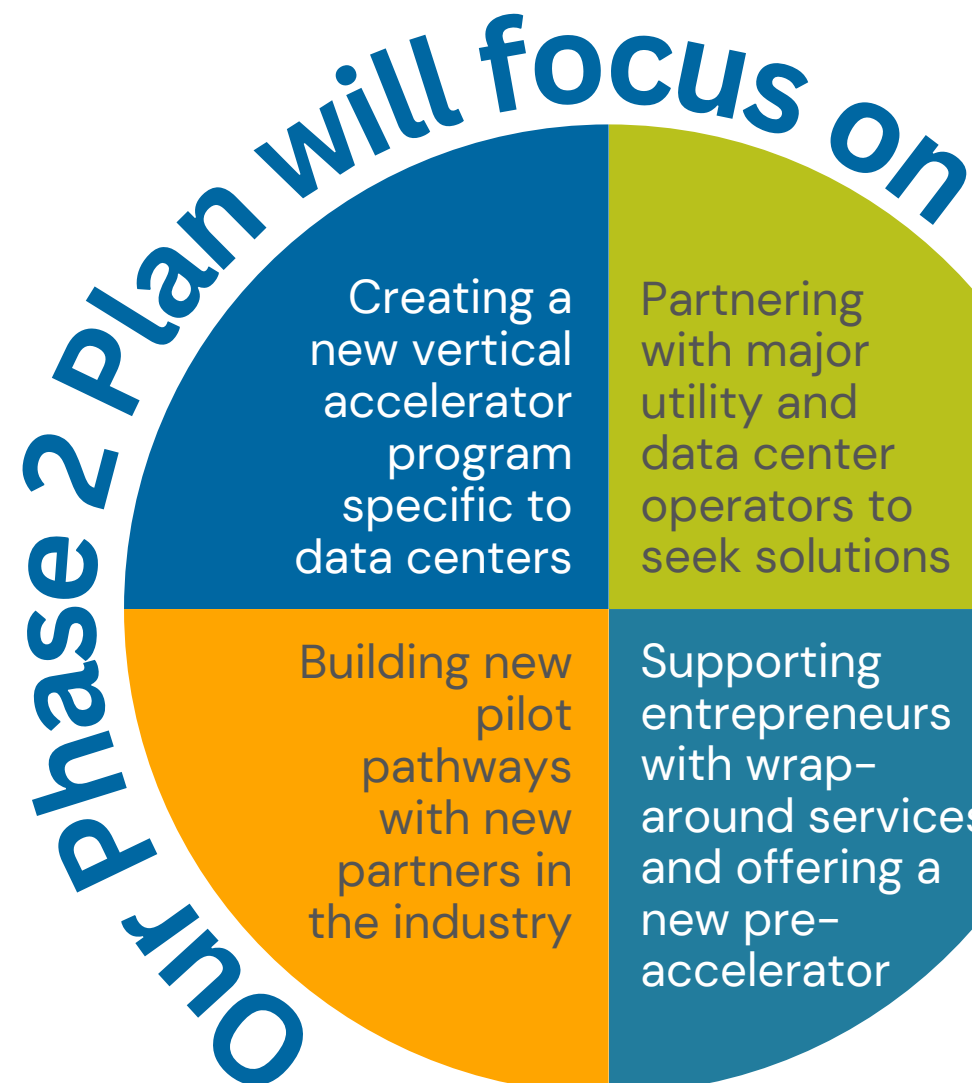 Our Phase 2 Plan will focus on
Creating a
new vertical
accelerator
program
specific to
data centers
Partnering
with major
utility and
data center
operators to
seek solutions
Building new
pilot
pathways
with new
partners in
the industry
Supporting
entrepreneurs
with wrap-
around services
and offering a
new pre-
accelerator